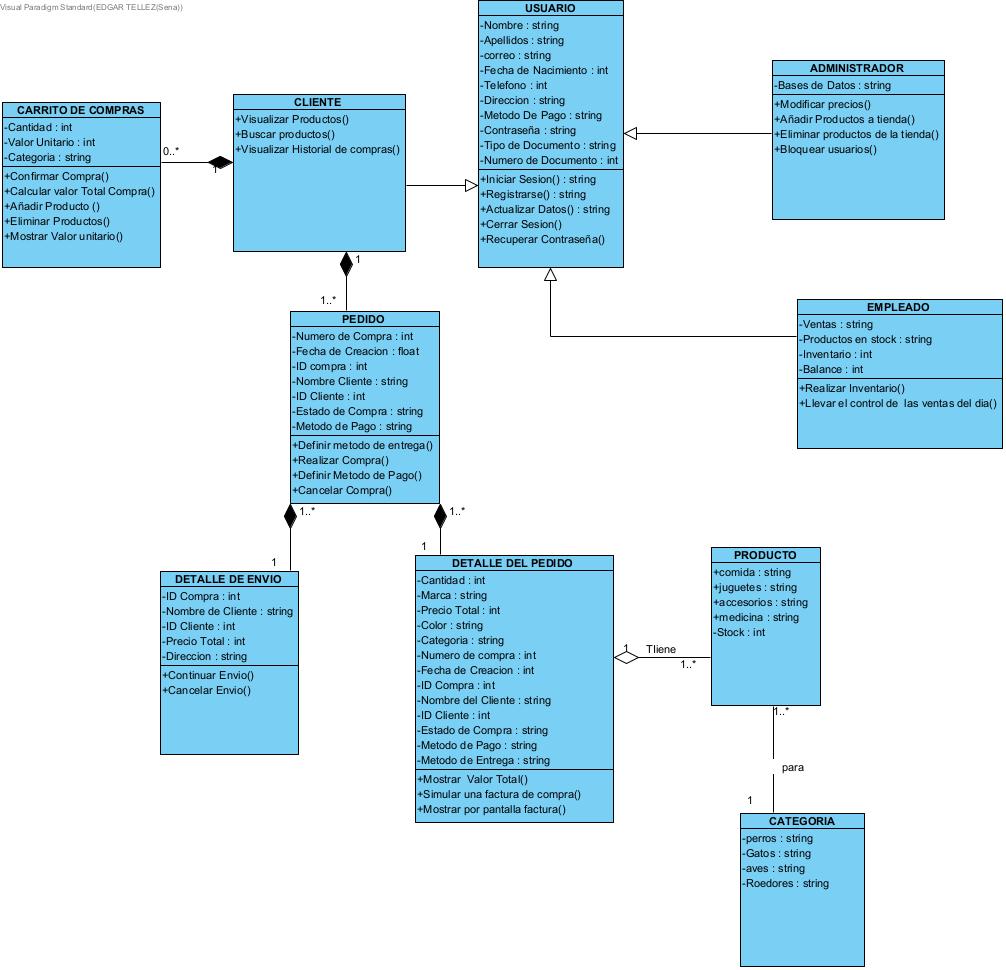 Visual Paradigm Standard(EDGAR TELLEZ(Sena))
USUARIO
-Nombre : string
-Apellidos : string
-correo : string
-Fecha de Nacimiento : int
-Telefono : int
-Direccion : string
-Metodo De Pago : string
-Contraseña : string
-Tipo de Documento : string
-Numero de Documento : int
+Iniciar Sesion() : string
+Registrarse() : string
+Actualizar Datos() : string
+Cerrar Sesion()
+Recuperar Contraseña()
ADMINISTRADOR
-Bases de Datos : string
+Modificar precios()
+Añadir Productos a tienda()
+Eliminar productos de la tienda()
+Bloquear usuarios()
CARRITO DE COMPRAS
-Cantidad : int
-Valor Unitario : int
-Categoria : string
+Confirmar Compra()
+Calcular valor Total Compra()
+Añadir Producto ()
+Eliminar Productos()
+Mostrar Valor unitario()
0..*
1
CLIENTE
+Visualizar Productos()
+Buscar productos()
+Visualizar Historial de compras()
1
1..*
EMPLEADO
-Ventas : string
-Productos en stock : string
-Inventario : int
-Balance : int
+Realizar Inventario()
+Llevar el control de  las ventas del dia()
PEDIDO
-Numero de Compra : int
-Fecha de Creacion : float
-ID compra : int
-Nombre Cliente : string
-ID Cliente : int
-Estado de Compra : string
-Metodo de Pago : string
+Definir metodo de entrega()
+Realizar Compra()
+Definir Metodo de Pago()
+Cancelar Compra()
1..*
1..*
1
1
DETALLE DE ENVIO
-ID Compra : int
-Nombre de Cliente : string
-ID Cliente : int
-Precio Total : int
-Direccion : string
+Continuar Envio()
+Cancelar Envio()
DETALLE DEL PEDIDO
-Cantidad : int
-Marca : string
-Precio Total : int
-Color : string
-Categoria : string
-Numero de compra : int
-Fecha de Creacion : int
-ID Compra : int
-Nombre del Cliente : string
-ID Cliente : int
-Estado de Compra : string
-Metodo de Pago : string
-Metodo de Entrega : string
+Mostrar  Valor Total()
+Simular una factura de compra()
+Mostrar por pantalla factura()
1
TIiene
1..*
PRODUCTO
+comida : string
+juguetes : string
+accesorios : string
+medicina : string
-Stock : int
1..*
para
1
CATEGORIA
-perros : string
-Gatos : string
-aves : string
-Roedores : string